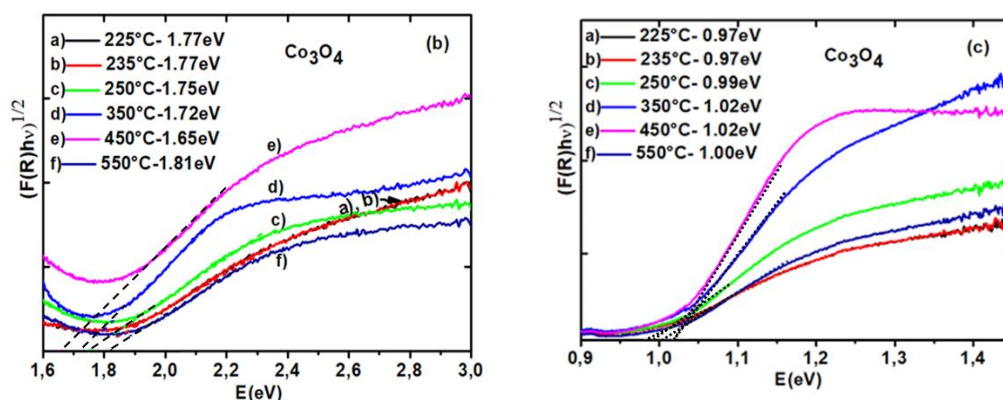 (b)
a) 225°C- 1.77eV
b) 235°C-1.77eV
c) 250°C-1.75eV
d) 350°C-1.72eV
e) 450°C-1.65eV
f) 550°C-1.81eV
Co₃O₄
(F(R)hν)^1/2
e)
d)
a), b)
c)
f)
1,6 1,8 2,0 2,2 2,4 2,6 2,8 3,0
E(eV)
(c)
a) 225°C- 0.97eV
b) 235°C- 0.97eV
c) 250°C- 0.99eV
d) 350°C- 1.02eV
e) 450°C- 1.02eV
f) 550°C- 1.00eV
Co₃O₄
(F(R)hν)^1/2
0,9 1,0 1,1 1,2 1,3 1,4
E(eV)